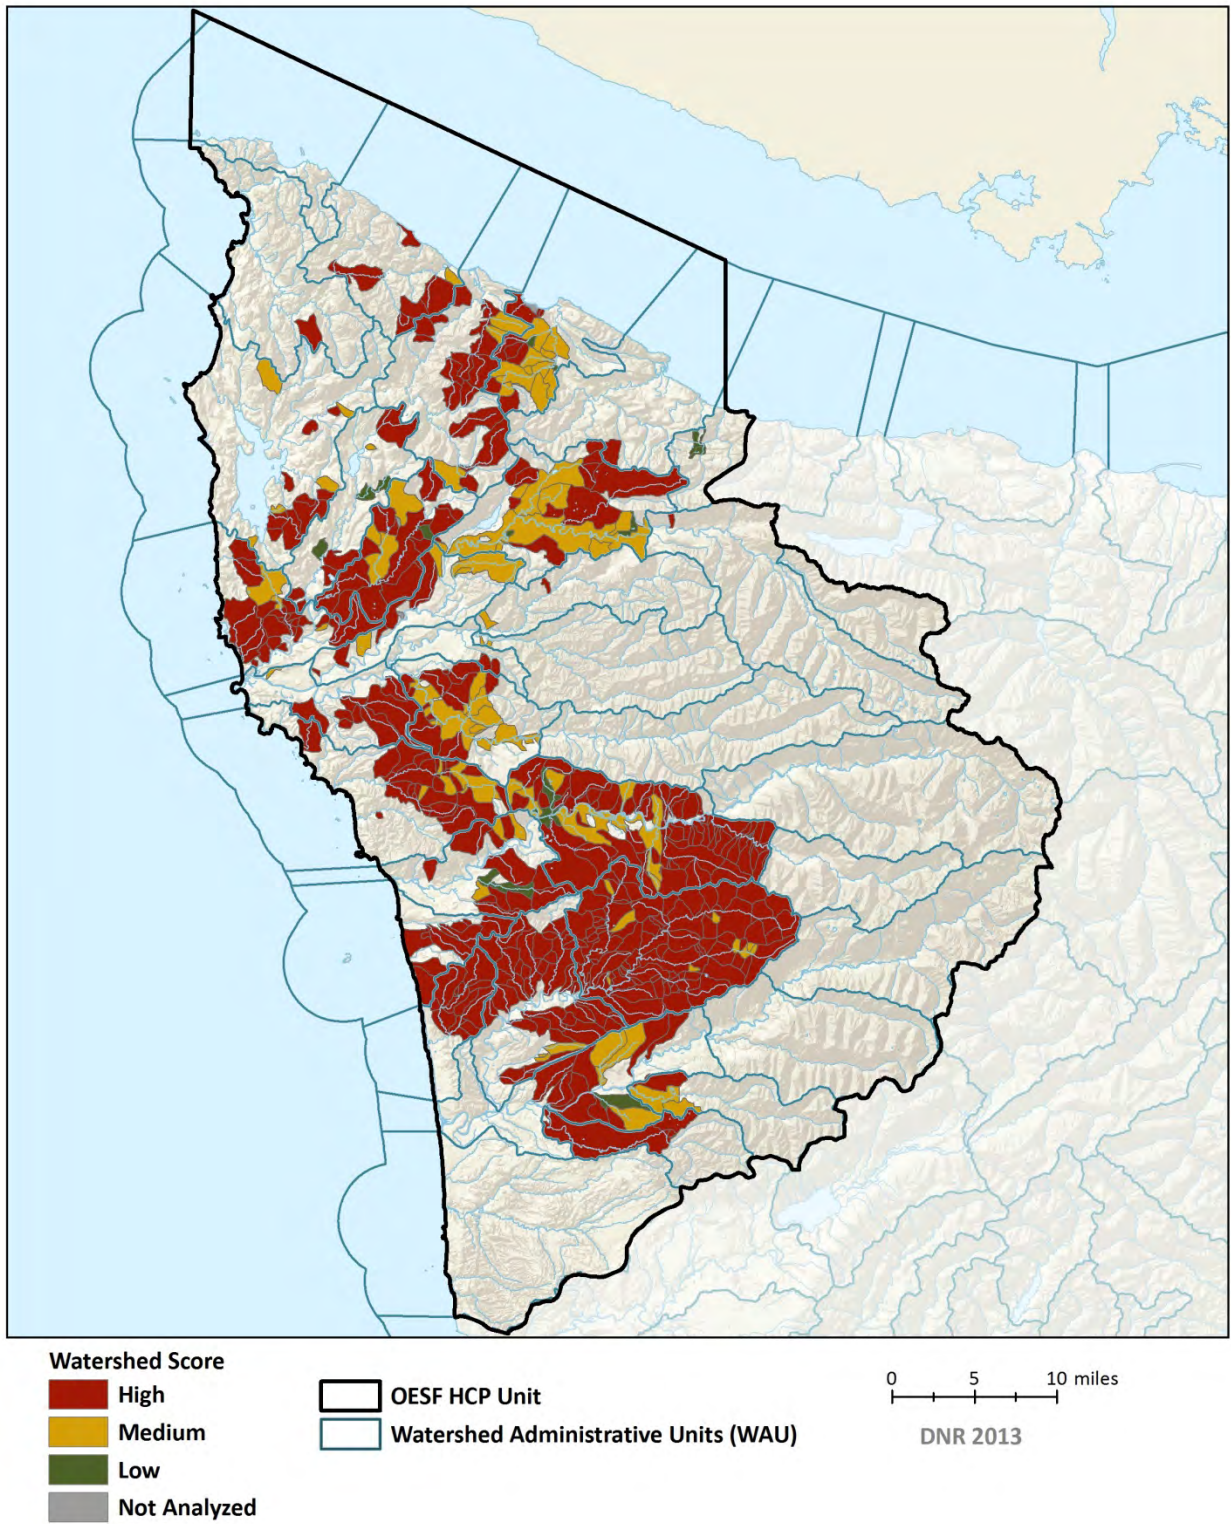 Watershed Score
High
Medium
Low
Not Analyzed
OESF HCP Unit
Watershed Administrative Units (WAU)
0 5 10 miles
DNR 2013